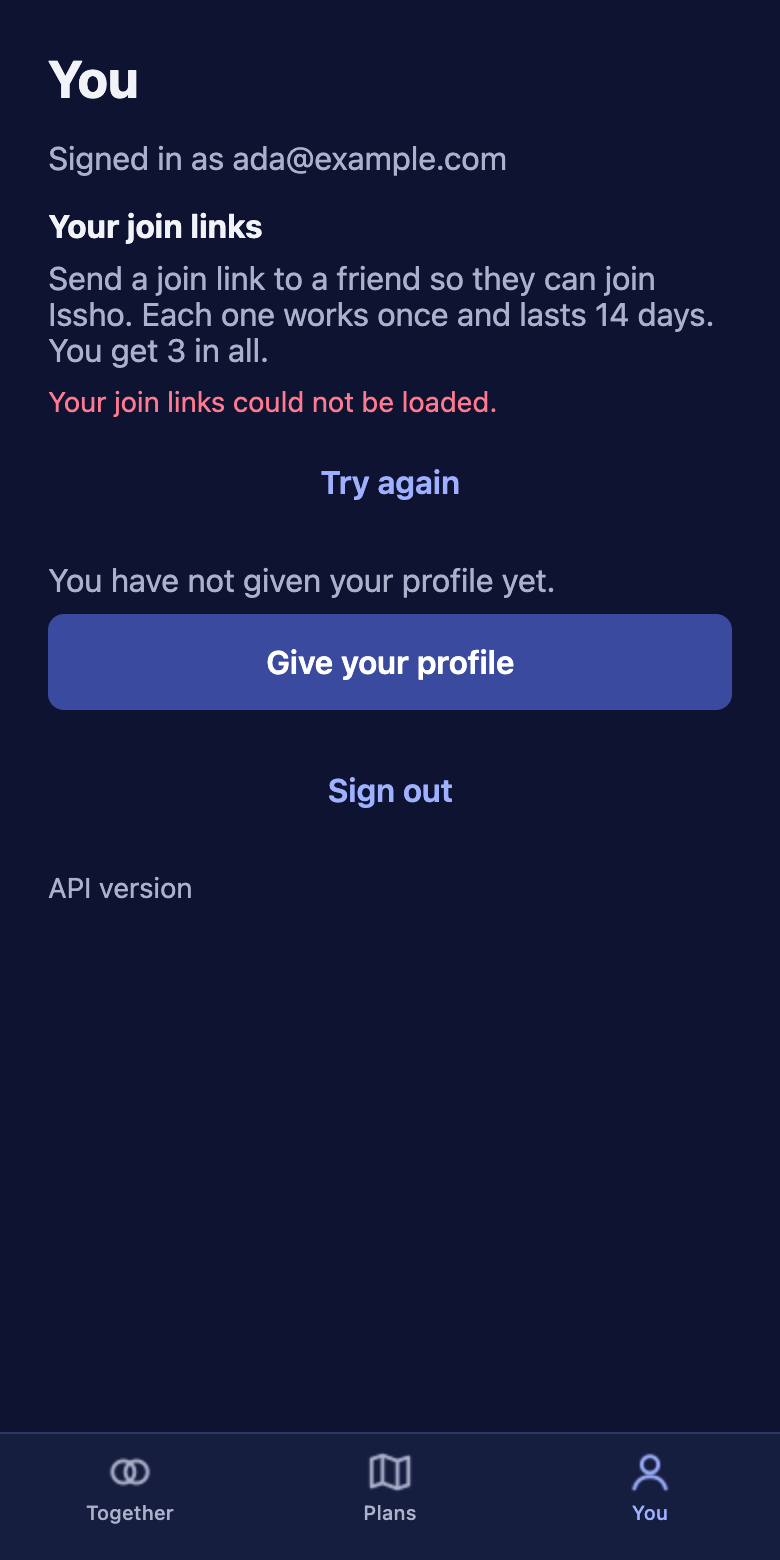 You
Signed in as ada@example.com
Your join links
Send a join link to a friend so they can join
Issho. Each one works once and lasts 14 days.
You get 3 in all.
Your join links could not be loaded.
Try again
You have not given your profile yet.
Give your profile
Sign out
API version
Together
Plans
You